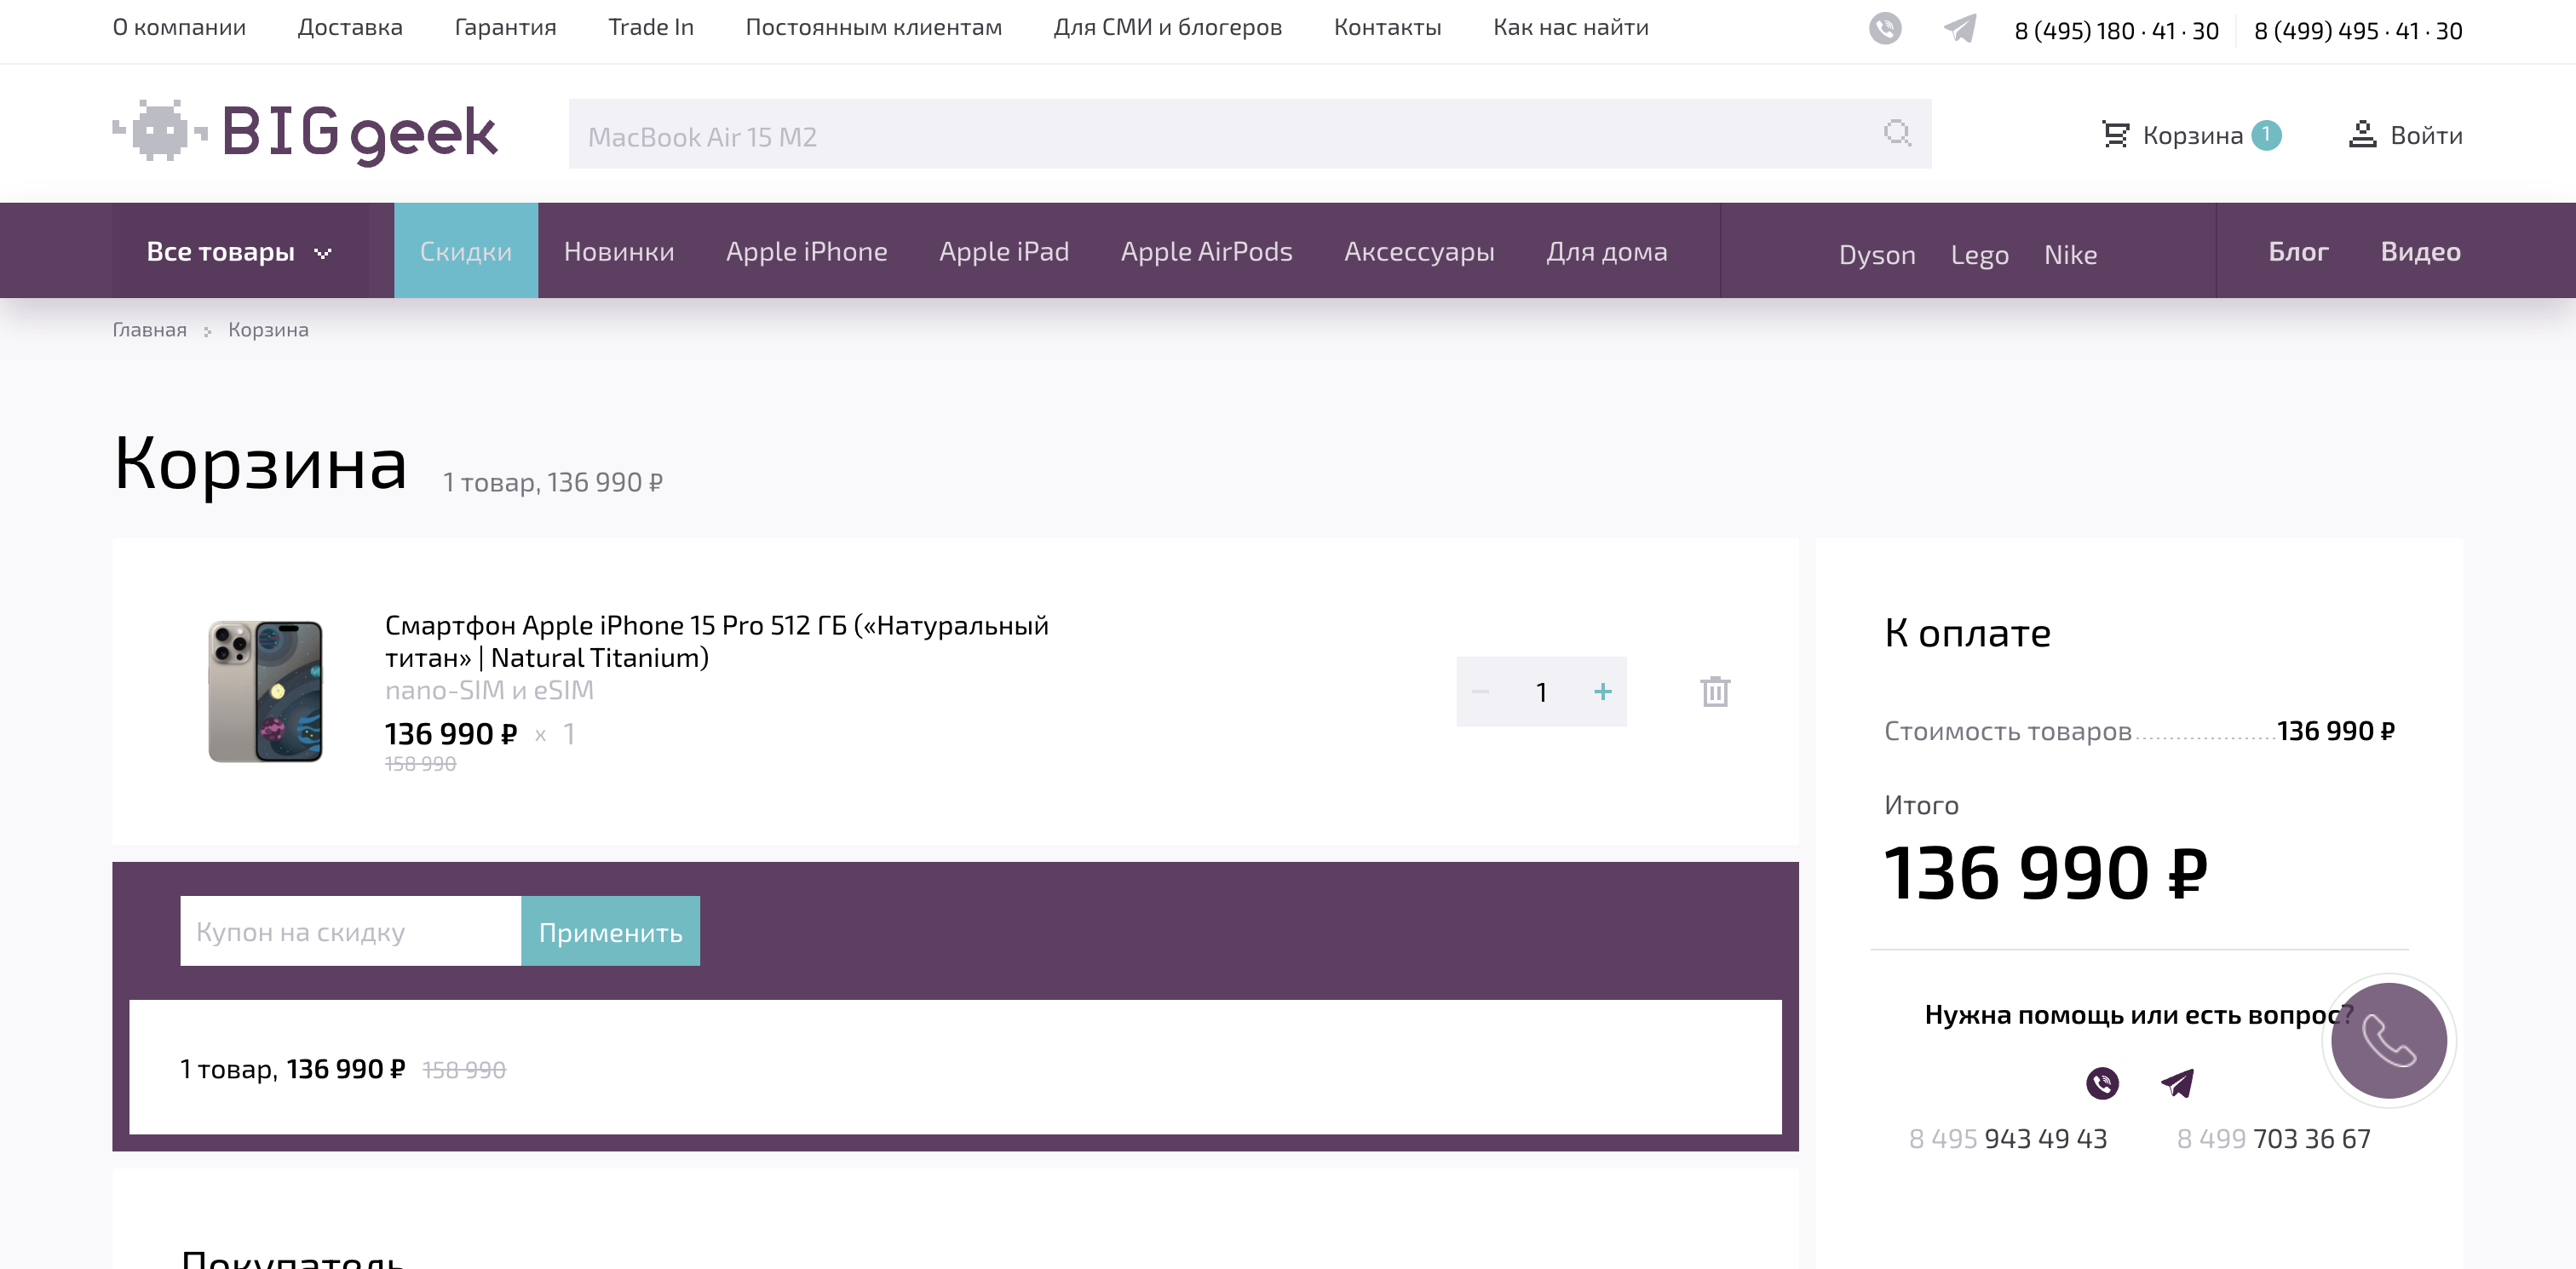 О компании Доставка Гарантия Trade In Постоянным клиентам Для СМИ и блогеров Контакты Как нас найти 8 (495) 180 · 41 · 30 8 (499) 495 · 41 · 30
BIG geek MacBook Air 15 M2 Корзина 1 Войти
Все товары Скидки Новинки Apple iPhone Apple iPad Apple AirPods Аксессуары Для дома Dyson Lego Nike Блог Видео
Главная Корзина
Корзина 1 товар, 136 990 ₽
Смартфон Apple iPhone 15 Pro 512 ГБ («Натуральный
титан» | Natural Titanium)
nano-SIM и eSIM
136 990 ₽ x 1
158 990
− 1 +
Купон на скидку Применить
1 товар, 136 990 ₽ 158 990
Покупатель
К оплате
Стоимость товаров....................136 990 ₽
Итого
136 990 ₽
Нужна помощь или есть вопрос?
8 495 943 49 43 8 499 703 36 67